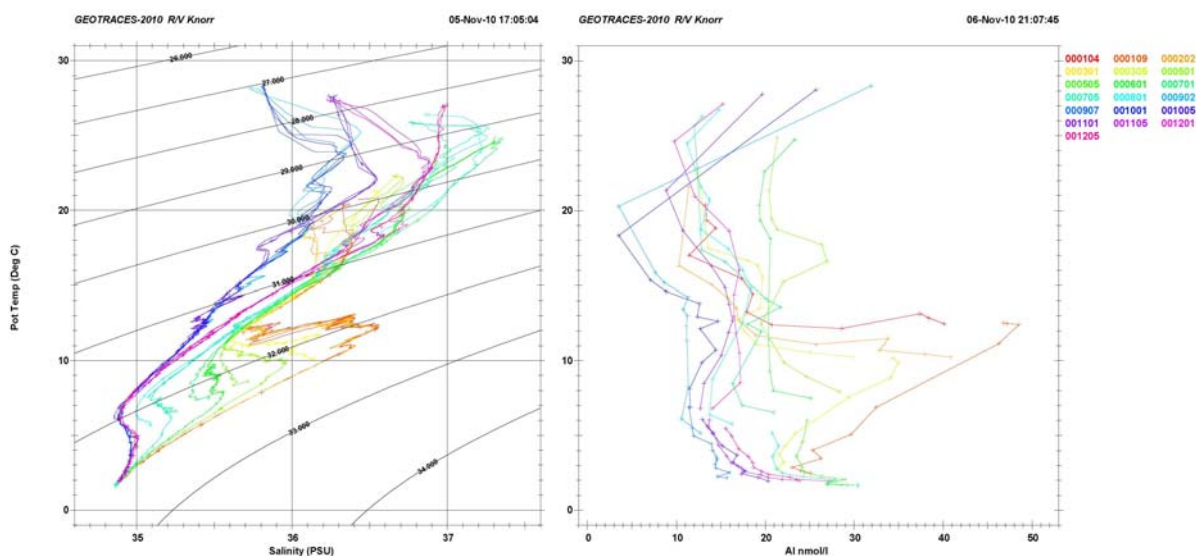 GEOTRACES-2010 R/V Knorr 05-Nov-10 17:05:04
30
20
10
0
Pot Temp (Deg C)
26.000
27.000
28.000
29.000
30.000
31.000
32.000
33.000
34.000
35 36 37
Salinity (PSU)
GEOTRACES-2010 R/V Knorr 06-Nov-10 21:07:45
30
20
10
0
0 10 20 30 40 50
Al nmol/l
000104 000109 000202
000301 000305 000501
000505 000601 000701
000705 000801 000902
000907 001001 001005
001101 001105 001201
001205